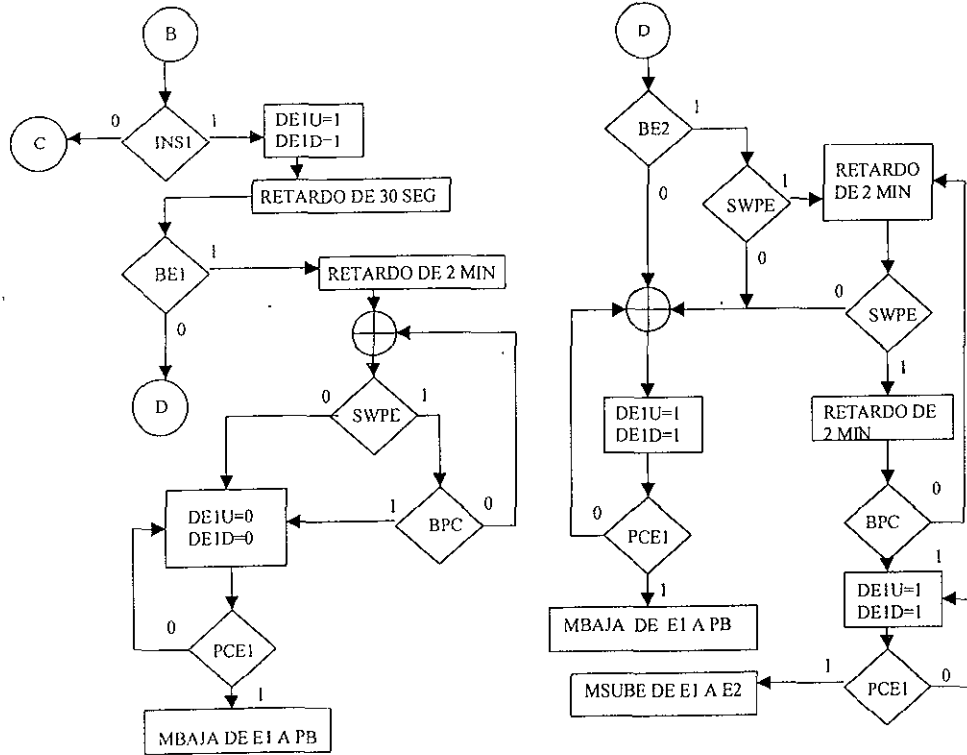 B
INS1
0
1
C
DE1U=1
DE1D=1
RETARDO DE 30 SEG
BE1
1
0
RETARDO DE 2 MIN
D
SWPE
0
1
BPC
1
0
DE1U=0
DE1D=0
PCE1
0
1
MBAJA DE E1 A PB
D
BE2
1
0
SWPE
1
0
RETARDO
DE 2 MIN
SWPE
0
1
RETARDO DE
2 MIN
BPC
0
1
DE1U=1
DE1D=1
PCE1
0
1
MBAJA DE E1 A PB
DE1U=1
DE1D=1
PCE1
1
0
MSUBE DE E1 A E2